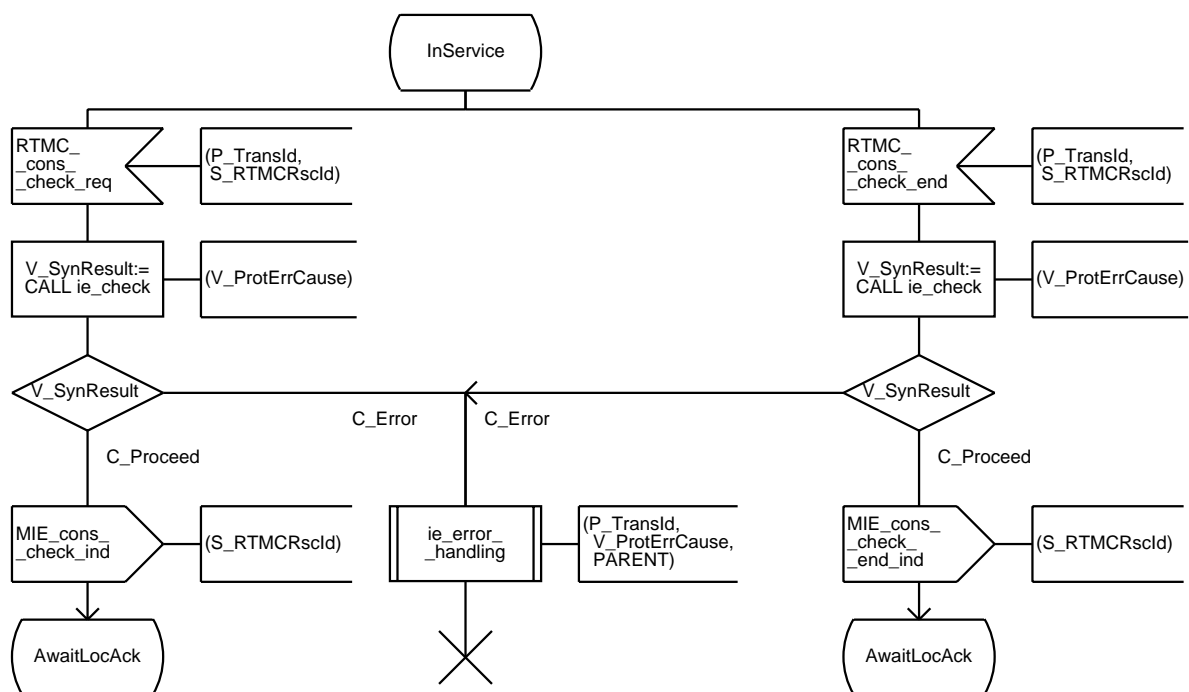 InService
RTMC_
_cons_
_check_req
(P_TransId,
S_RTMCRscId)
RTMC_
_cons_
_check_end
(P_TransId,
S_RTMCRscId)
V_SynResult:=
CALL ie_check
(V_ProtErrCause)
V_SynResult:=
CALL ie_check
(V_ProtErrCause)
V_SynResult
V_SynResult
C_Error
C_Error
C_Proceed
C_Proceed
MIE_cons_
_check_ind
(S_RTMCRscId)
ie_error_
_handling
(P_TransId,
V_ProtErrCause,
PARENT)
MIE_cons_
_check_
_end_ind
(S_RTMCRscId)
AwaitLocAck
AwaitLocAck